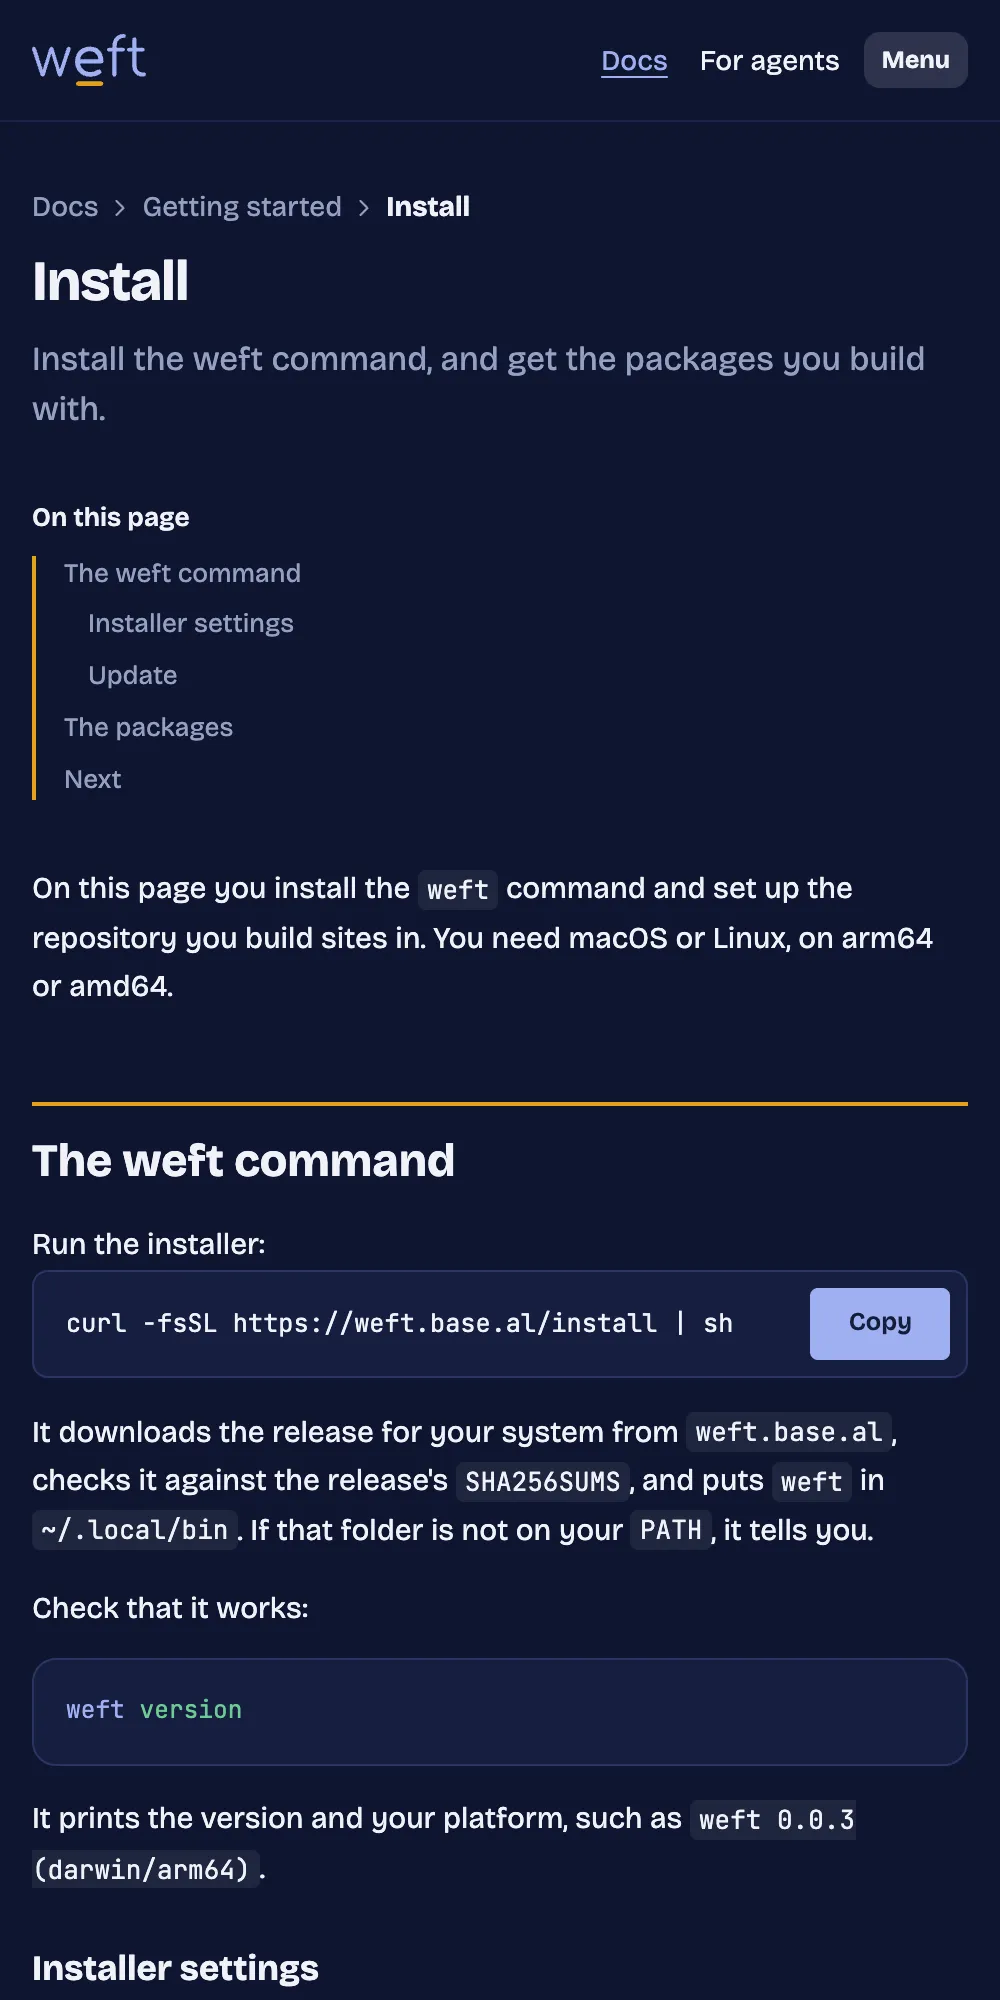 weft
Docs
For agents
Menu
Docs > Getting started > Install
Install
Install the weft command, and get the packages you build
with.
On this page
The weft command
Installer settings
Update
The packages
Next
On this page you install the weft command and set up the
repository you build sites in. You need macOS or Linux, on arm64
or amd64.
The weft command
Run the installer:
curl -fsSL https://weft.base.al/install | sh
Copy
It downloads the release for your system from weft.base.al,
checks it against the release's SHA256SUMS, and puts weft in
~/.local/bin. If that folder is not on your PATH, it tells you.
Check that it works:
weft version
It prints the version and your platform, such as weft 0.0.3
(darwin/arm64).
Installer settings